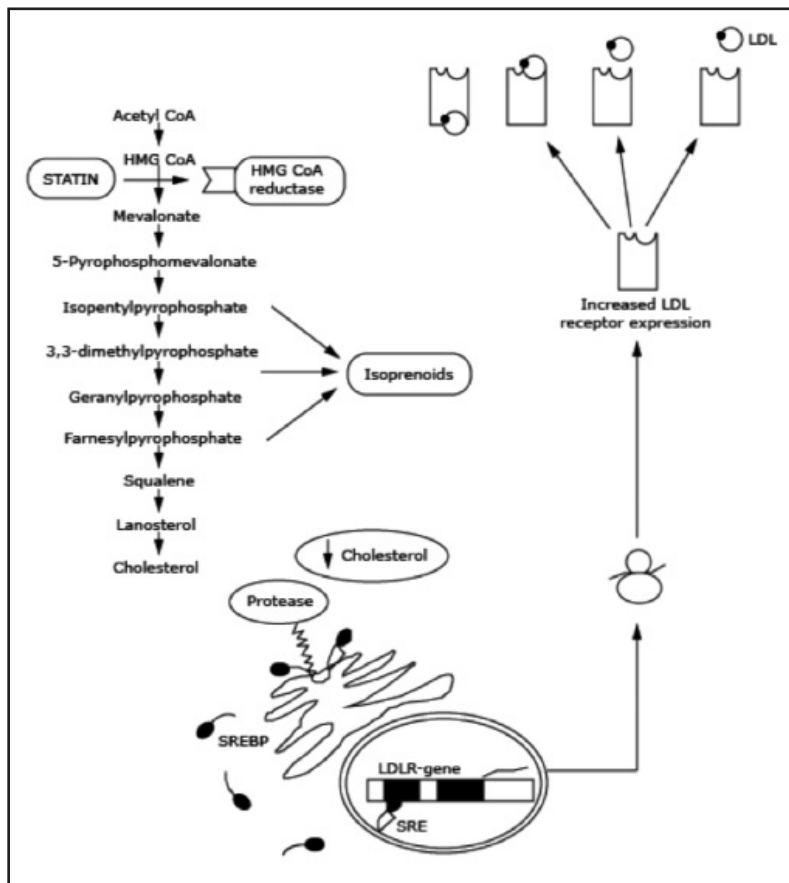 LDL
Acetyl CoA
HMG CoA
STATIN
HMG CoA
reductase
Mevalonate
5-Pyrophosphomevalonate
Isopentylpyrophosphate
3,3-dimethylpyrophosphate
Isoprenoids
Geranylpyrophosphate
Farnesylpyrophosphate
Squalene
Lanosterol
Cholesterol
Increased LDL
receptor expression
Cholesterol
Protease
SREBP
LDLR-gene
SRE